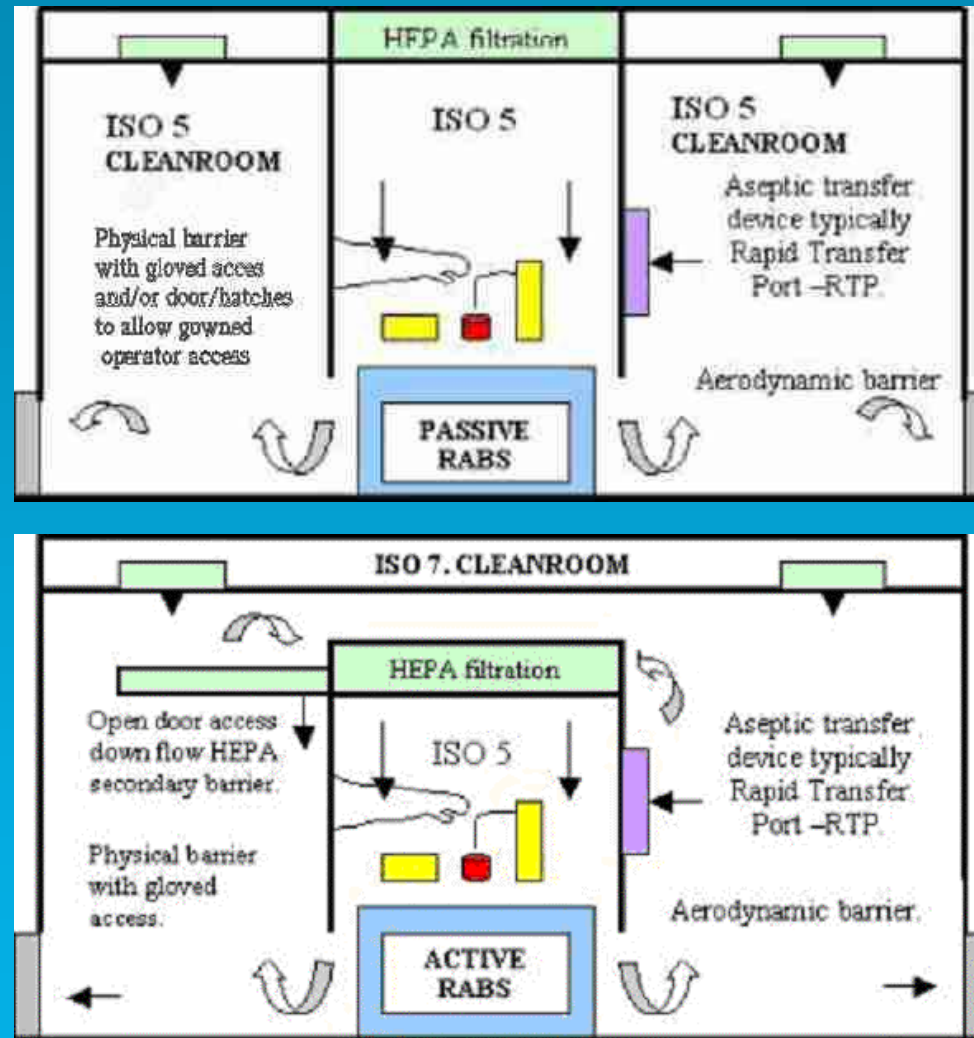 HEPA filtration
ISO 5
CLEANROOM
ISO 5
ISO 5
CLEANROOM
Physical barrier
with gloved acces
and/or door/hatches
to allow gowned
operator access
Aseptic transfer
device typically
Rapid Transfer
Port –RTP.
Aerodynamic barrier
PASSIVE
RABS
ISO 7. CLEANROOM
HEPA filtration
Open door access
down flow HEPA
secondary barrier.
ISO 5
Aseptic transfer
device typically
Rapid Transfer
Port –RTP.
Physical barrier
with gloved
access.
Aerodynamic barrier.
ACTIVE
RABS